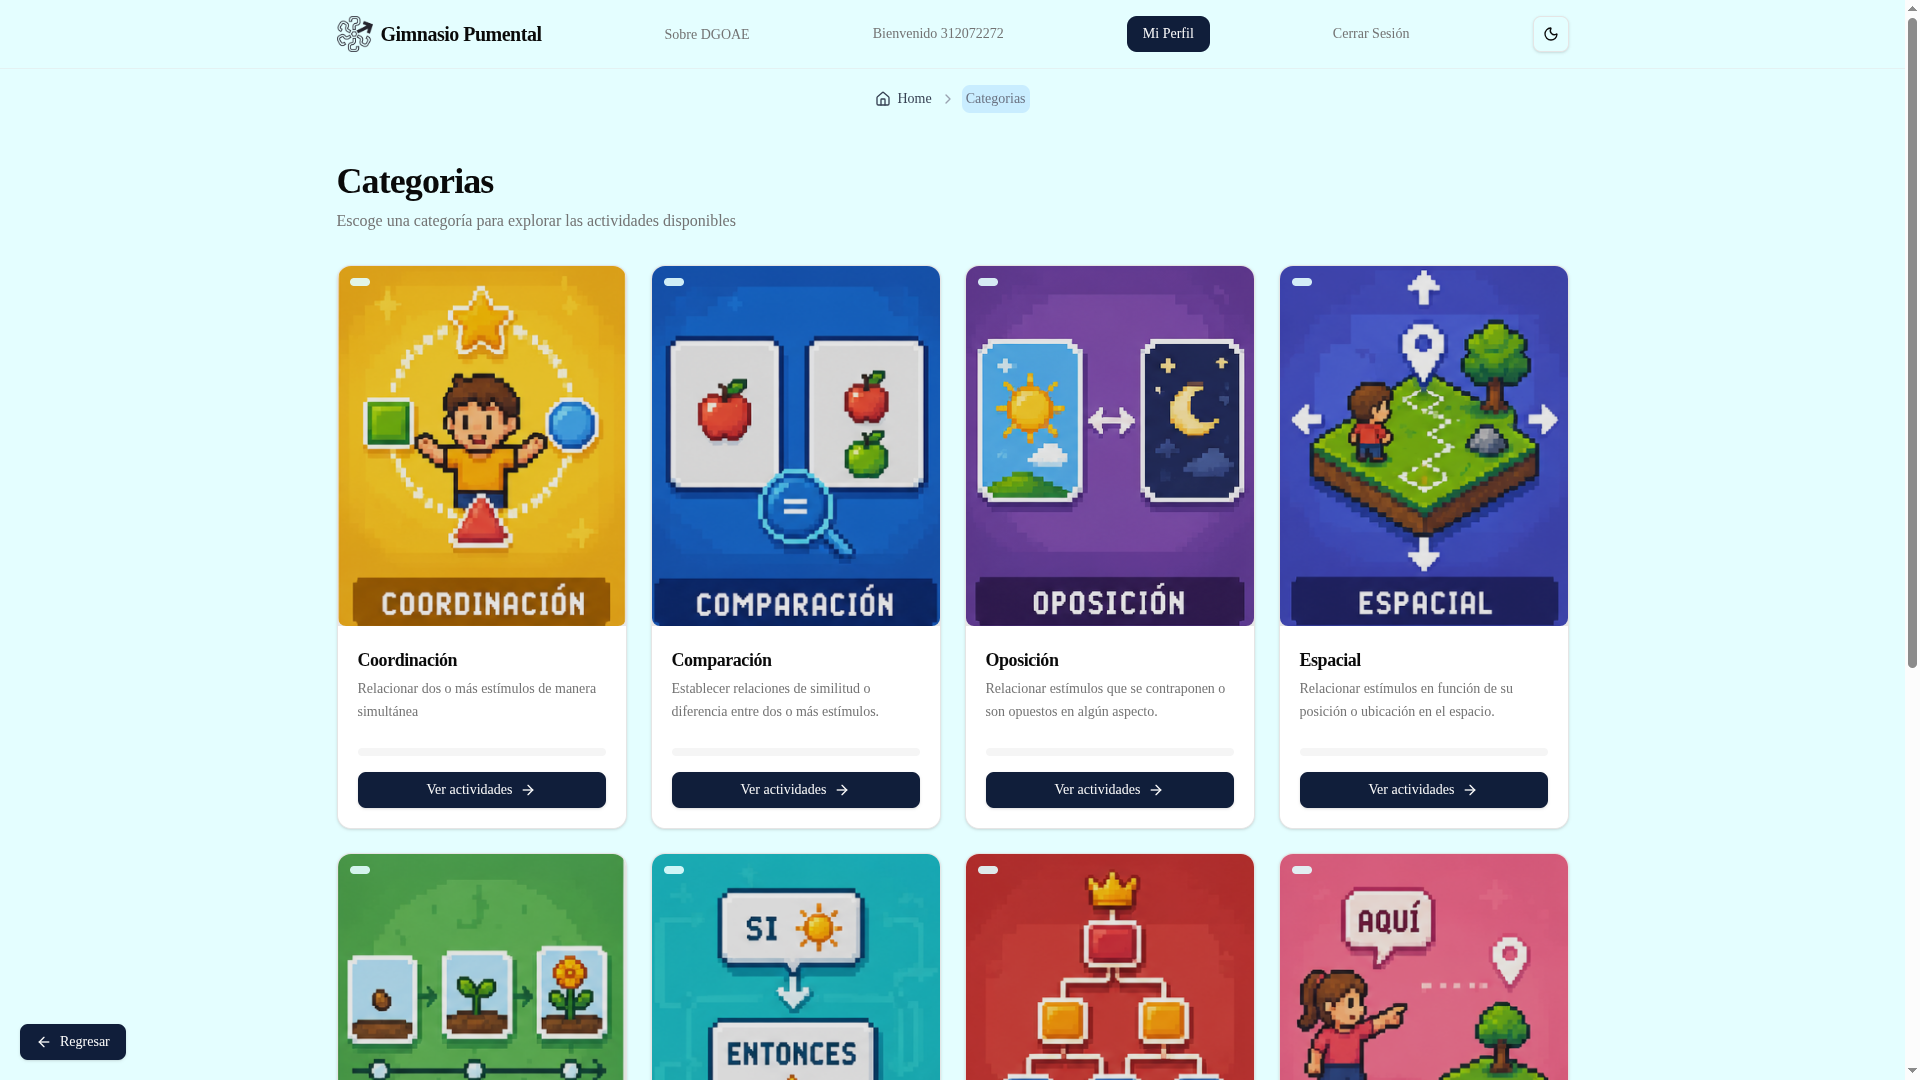 Gimnasio Pumental
Sobre DGOAE
Bienvenido 312072272
Mi Perfil
Cerrar Sesión
Home
Categorias
Categorias
Escoge una categoría para explorar las actividades disponibles
COORDINACIÓN
COMPARACIÓN
OPOSICIÓN
ESPACIAL
Coordinación
Relacionar dos o más estímulos de manera
simultánea
Ver actividades
Comparación
Establecer relaciones de similitud o
diferencia entre dos o más estímulos.
Ver actividades
Oposición
Relacionar estímulos que se contraponen o
son opuestos en algún aspecto.
Ver actividades
Espacial
Relacionar estímulos en función de su
posición o ubicación en el espacio.
Ver actividades
SI
ENTONCES
AQUÍ
Regresar